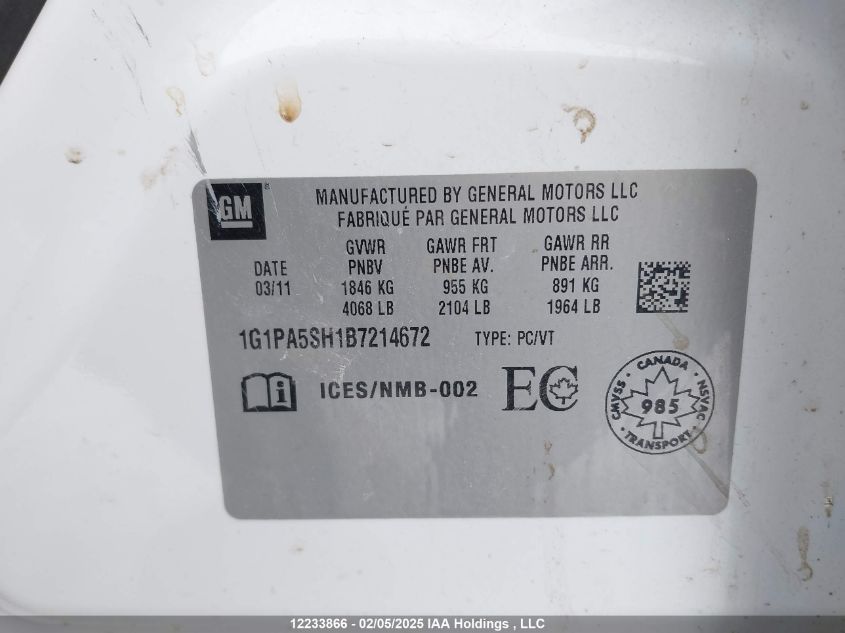 GM
MANUFACTURED BY GENERAL MOTORS LLC
FABRIQUÉ PAR GENERAL MOTORS LLC
GVWR GAWR FRT GAWR RR
DATE PNBV PNBE AV. PNBE ARR.
03/11 1846 KG 955 KG 891 KG
4068 LB 2104 LB 1964 LB
1G1PA5SH1B7214672 TYPE: PC/VT
ICES/NMB-002 EC
CANADA
CMVSS 985 NSVAC
TRANSPORT
12233866 - 02/05/2025 IAA Holdings , LLC